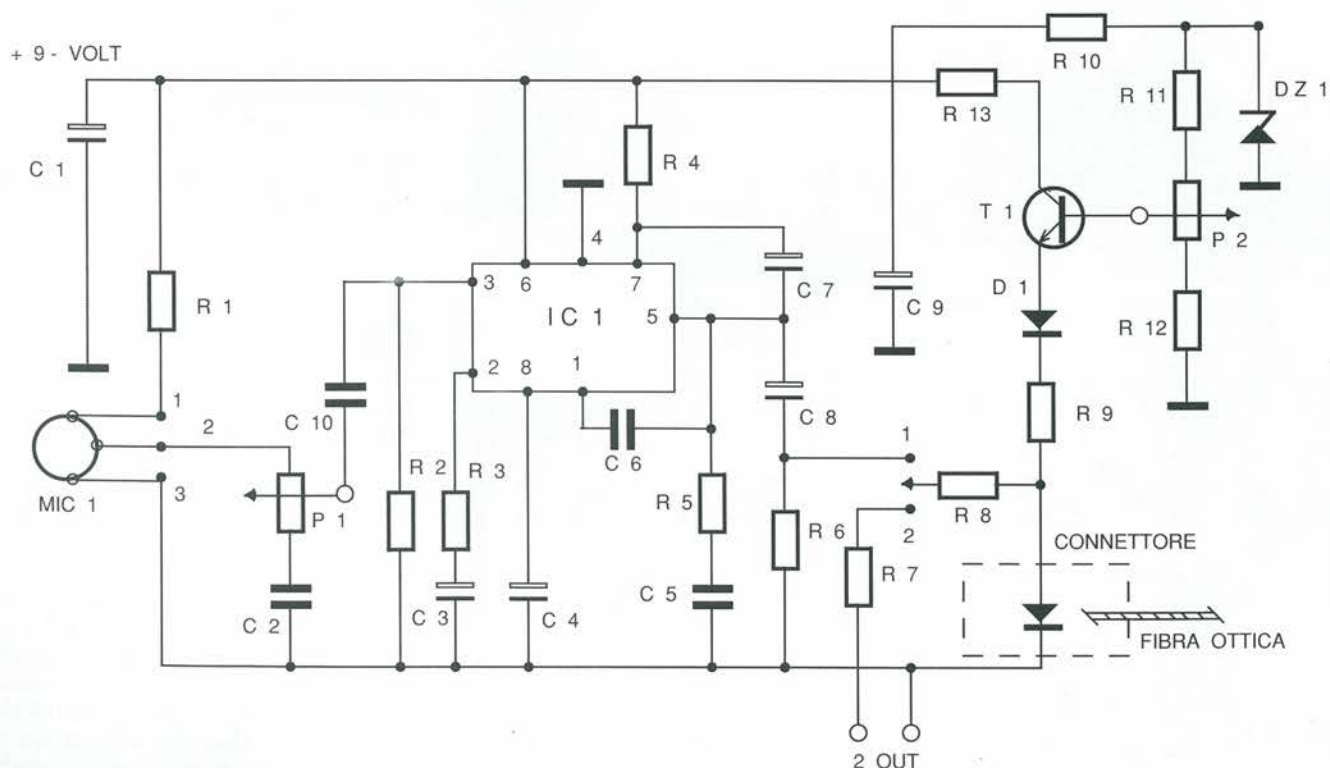 + 9 - VOLT
R 10
R 11
D Z 1
R 13
C 1
R 4
T 1
P 2
4
3
6
7
C 7
D 1
R 1
I C 1
5
C 9
R 12
2
8
1
1
C 10
C 8
R 9
2
C 6
1
R 2
R 3
3
MIC 1
P 1
R 5
R 6
R 8
2
CONNETTORE
R 7
C 5
C 2
C 3
C 4
FIBRA OTTICA
2 OUT